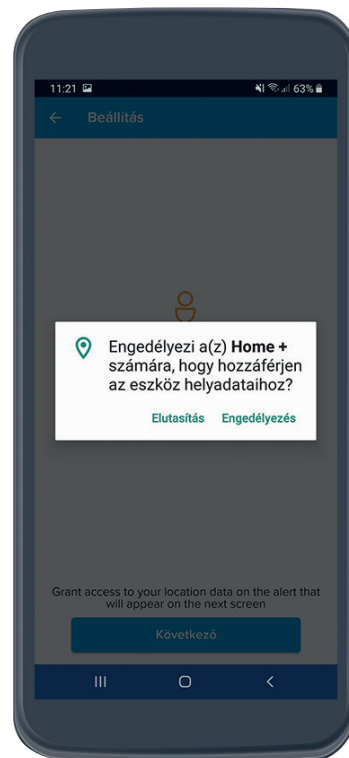 11:21 63%
Beállítás
Engedélyezi a(z) Home +
számára, hogy hozzáférjen
az eszköz helyadataihoz?
Elutasítás Engedélyezés
Grant access to your location data on the alert that
will appear on the next screen
Következő